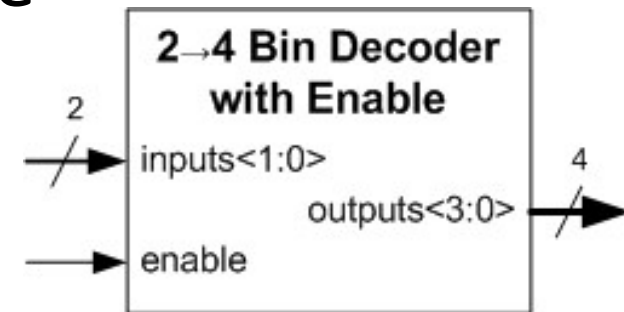 2→4 Bin Decoder
with Enable
2
inputs<1:0>
4
outputs<3:0>
enable